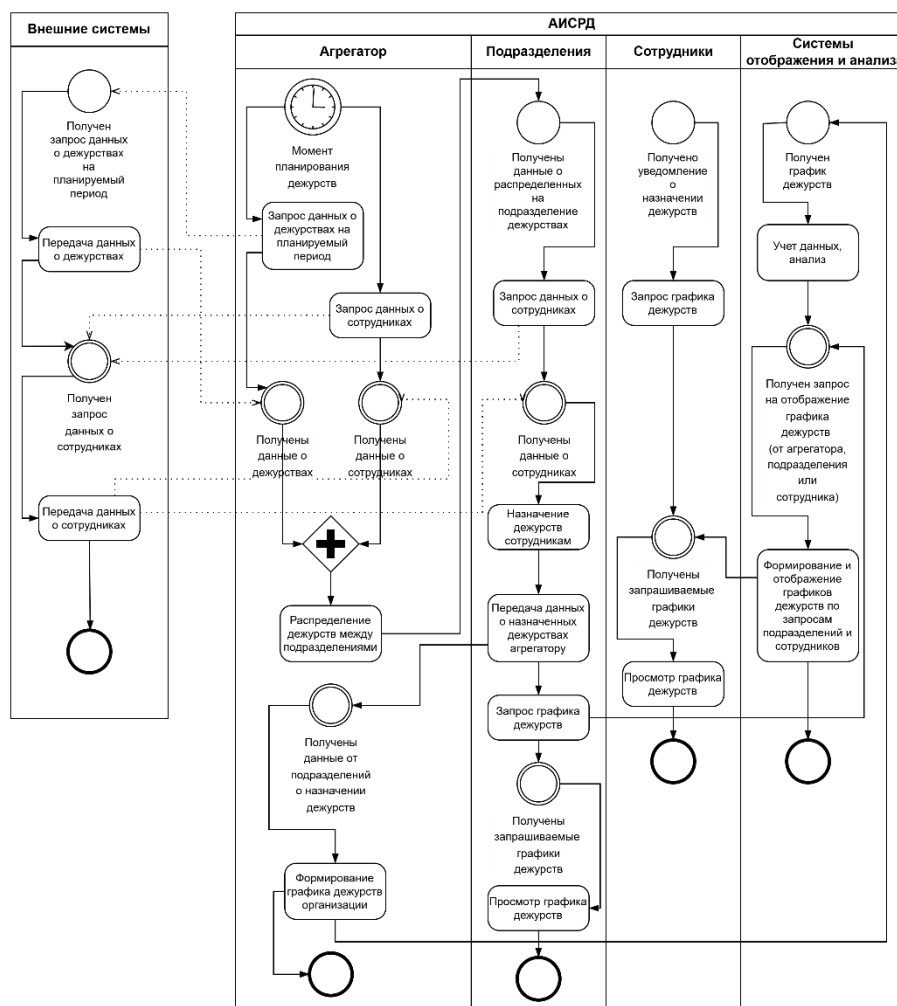 Внешние системы
АИСРД
Агрегатор
Подразделения
Сотрудники
Системы
отображения и анализа
Получен
запрос данных
о дежурствах
на
планируемый
период
Передача данных
о дежурствах
Получен
запрос
данных о
сотрудниках
Передача данных
о сотрудниках
Момент
планирования
дежурств
Запрос данных о
дежурствах на
планируемый
период
Запрос данных о
сотрудниках
Получены
данные о
дежурствах
Получены
данные о
сотрудниках
Распределение
дежурств между
подразделениями
Получены
данные от
подразделений
о назначении
дежурств
Формирование
графика дежурств
организации
Получены
данные о
распределенных
на
подразделение
дежурствах
Запрос данных о
сотрудниках
Получены
данные о
сотрудниках
Назначение
дежурств
сотрудникам
Передача данных
о назначенных
дежурствах
агрегатору
Запрос графика
дежурств
Получены
запрашиваемые
графики
дежурств
Просмотр графика
дежурств
Получено
уведомление
о
назначении
дежурств
Запрос графика
дежурств
Получены
запрашиваемые
графики
дежурств
Просмотр графика
дежурств
Получен
график
дежурств
Учет данных,
анализ
Получен запрос
на отображение
графика
дежурств
(от агрегатора,
подразделения
или
сотрудника)
Формирование и
отображение
графиков
дежурств по
запросам
подразделений и
сотрудников